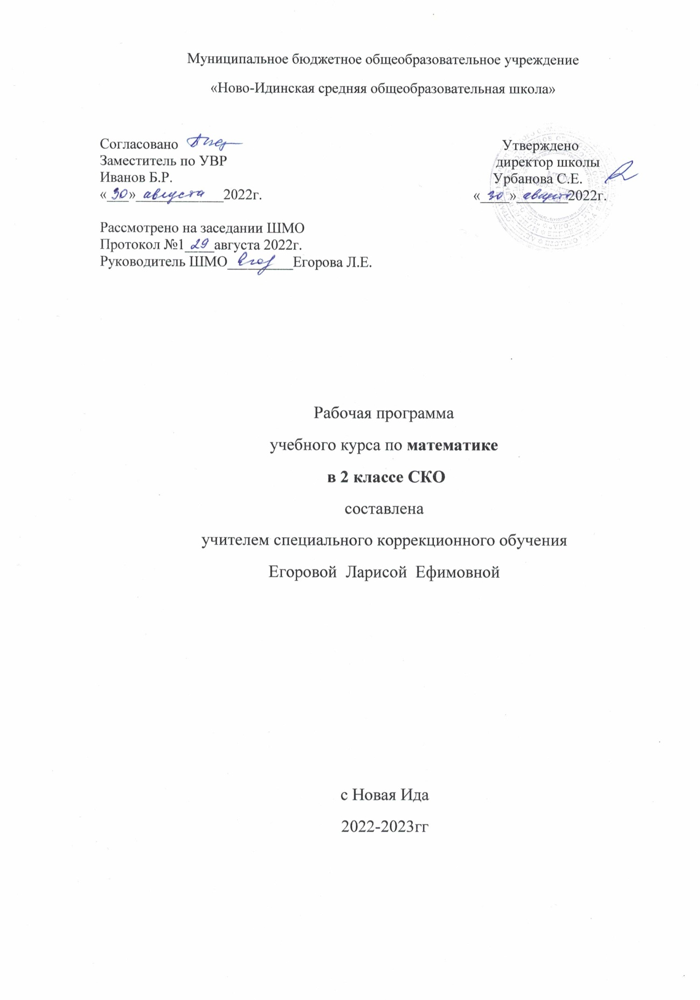 Муниципальное бюджетное общеобразовательное учреждение
«Ново-Идинская средняя общеобразовательная школа»
Согласовано
Заместитель по УВР
Иванов Б.Р.
«30» августа 2022г.
Утверждено
директор школы
Урбанова С.Е.
«30» августа 2022г.
Рассмотрено на заседании ШМО
Протокол №1 29 августа 2022г.
Руководитель ШМО Егорова Л.Е.
Рабочая программа
учебного курса по математике
в 2 классе СКО
составлена
учителем специального коррекционного обучения
Егоровой Ларисой Ефимовной
с Новая Ида
2022-2023гг